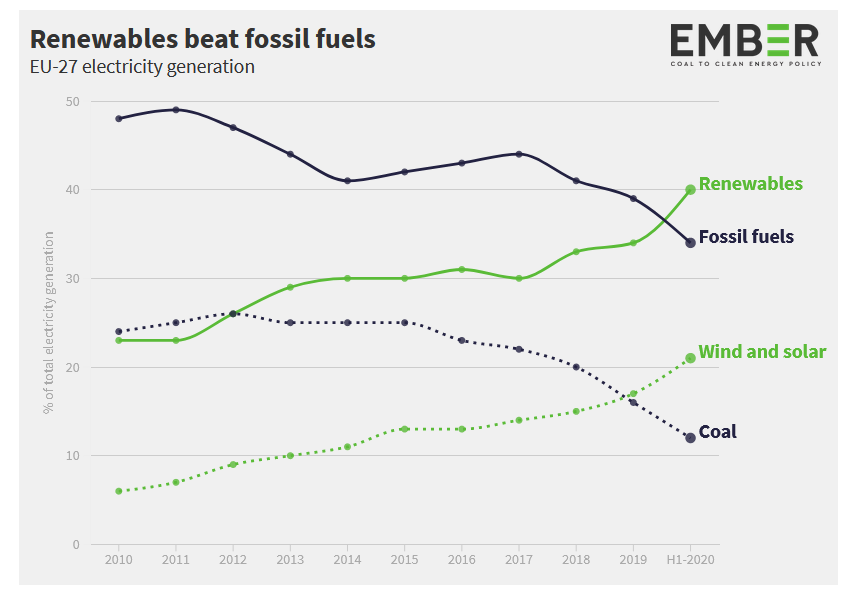 Renewables beat fossil fuels
EU-27 electricity generation
EMBER
COAL TO CLEAN ENERGY POLICY
% of total electricity generation
50
40
30
20
10
0
Renewables
Fossil fuels
Wind and solar
Coal
2010 2011 2012 2013 2014 2015 2016 2017 2018 2019 H1-2020